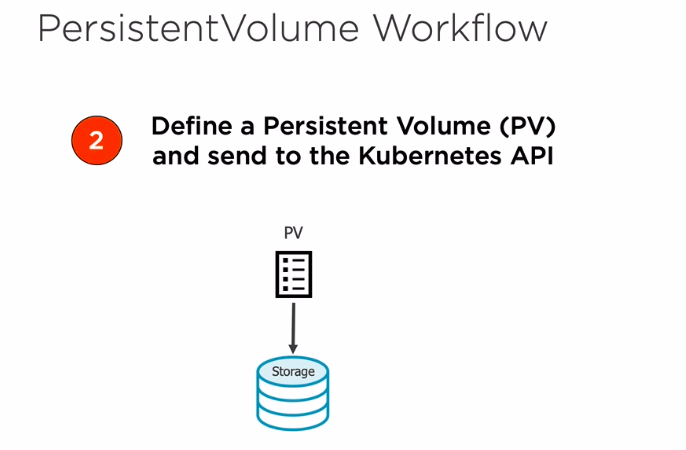 PersistentVolume Workflow
2
Define a Persistent Volume (PV)
and send to the Kubernetes API
PV
Storage